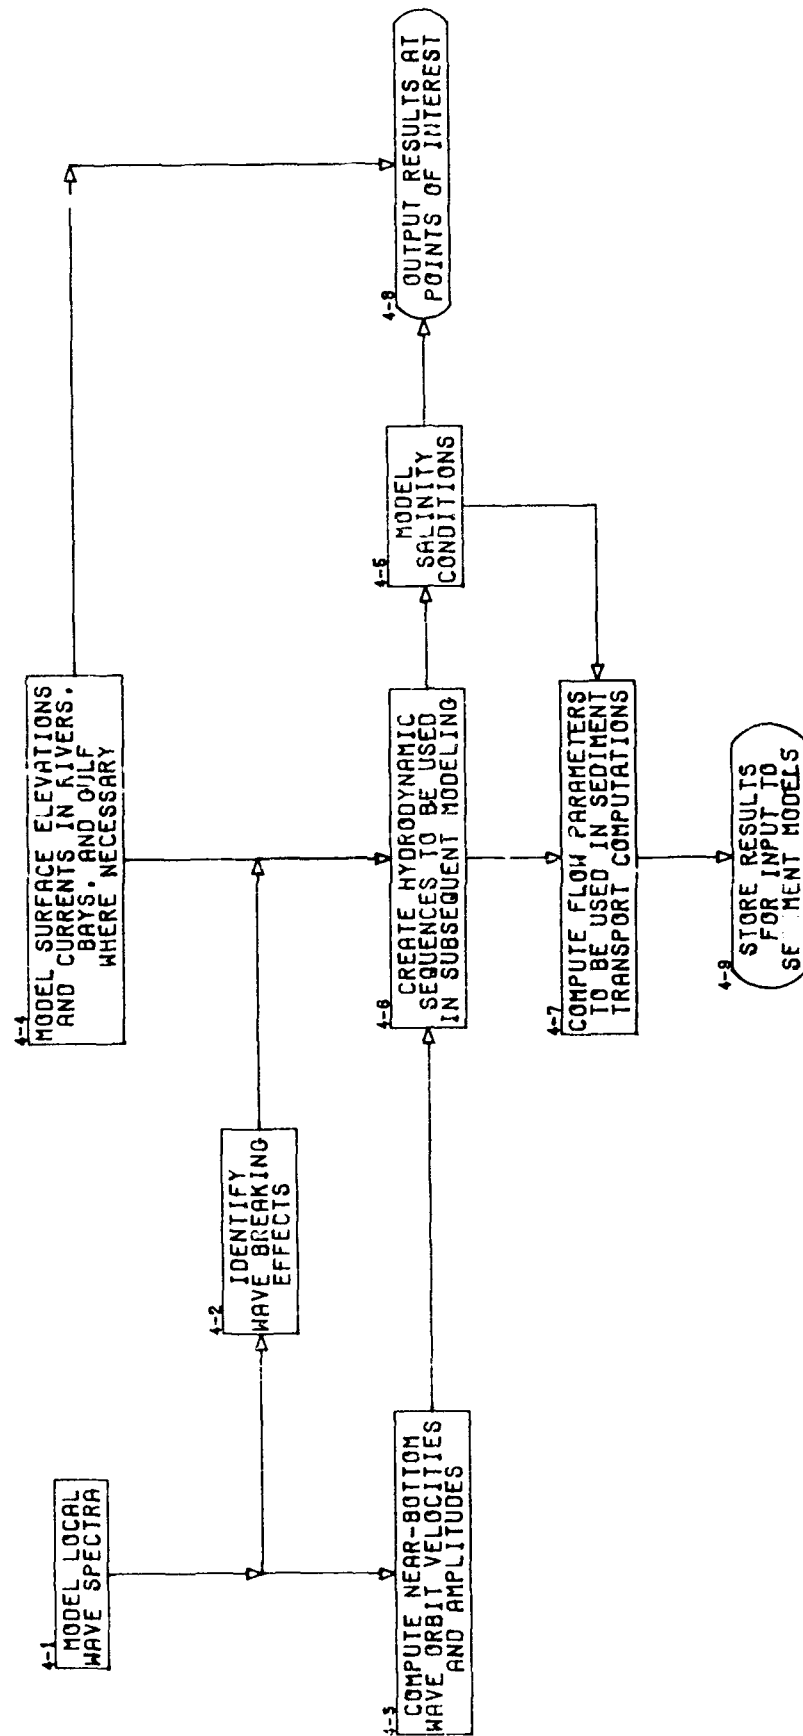 4-1
MODEL LOCAL
WAVE SPECTRA
4-2
IDENTIFY
WAVE BREAKING
EFFECTS
COMPUTE NEAR-BOTTOM
WAVE ORBIT VELOCITIES
AND AMPLITUDES
4-4
MODEL SURFACE ELEVATIONS
AND CURRENTS IN RIVERS,
BAYS, AND GULF
WHERE NECESSARY
4-6
CREATE HYDRODYNAMIC
SEQUENCES TO BE USED
IN SUBSEQUENT MODELING
4-7
COMPUTE FLOW PARAMETERS
TO BE USED IN SEDIMENT
TRANSPORT COMPUTATIONS
4-9
STORE RESULTS
FOR INPUT TO
MODELS
4-5
MODEL
SALINITY
CONDITIONS
4-8
OUTPUT RESULTS AT
POINTS OF INTEREST